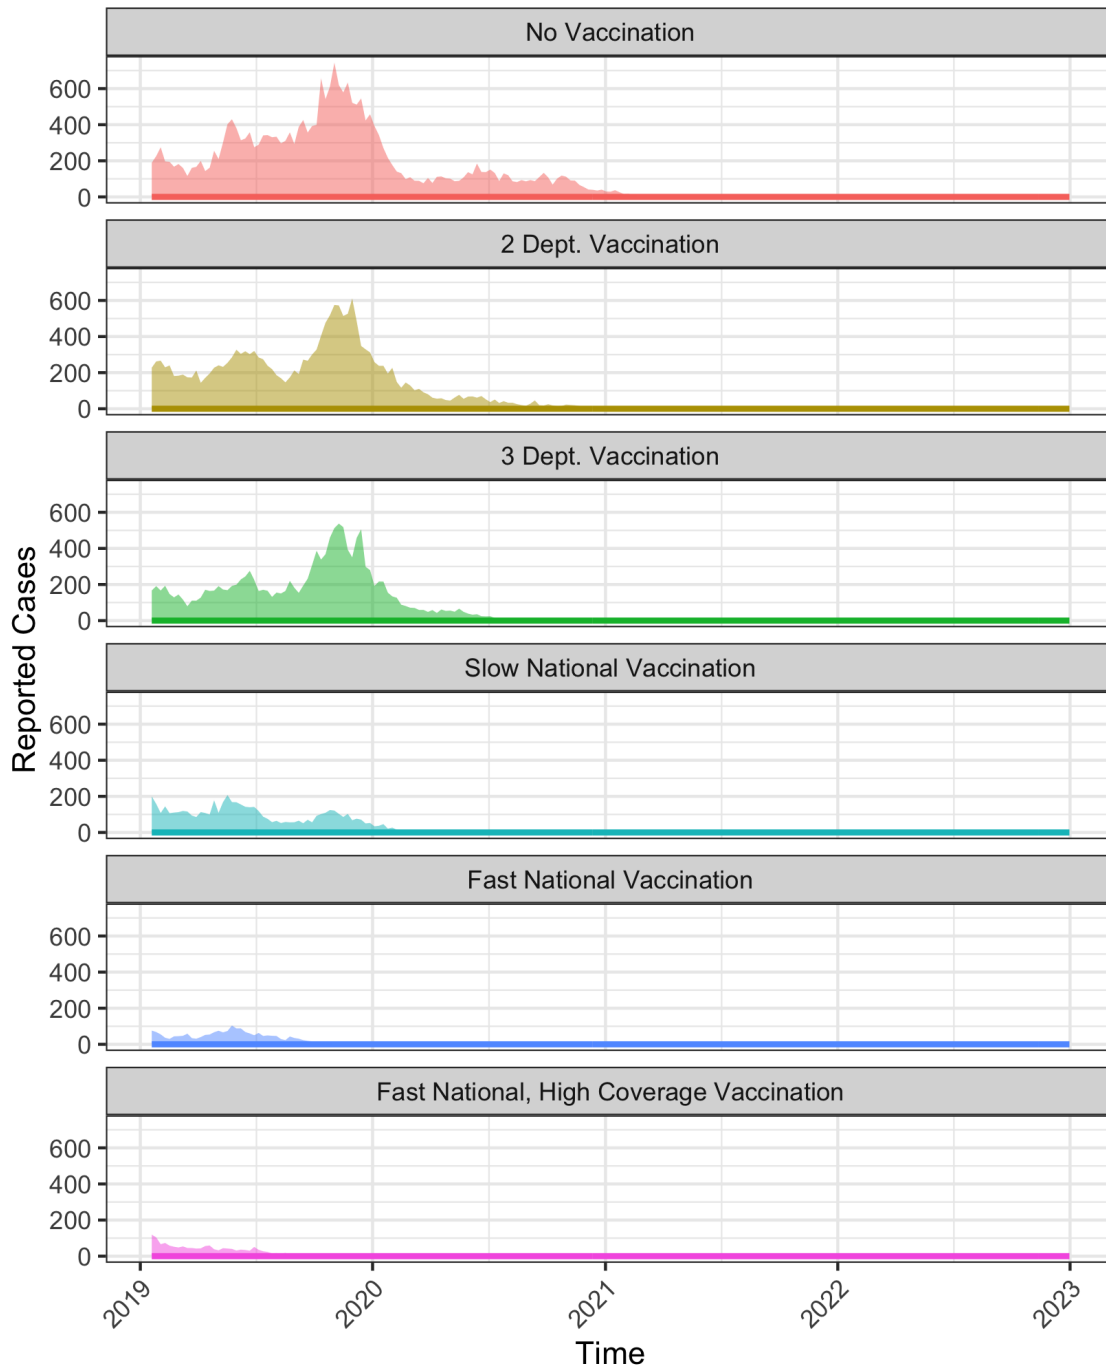 No Vaccination
600
400
200
0
2 Dept. Vaccination
600
400
200
0
3 Dept. Vaccination
600
400
200
0
Slow National Vaccination
600
400
200
0
Fast National Vaccination
600
400
200
0
Fast National, High Coverage Vaccination
600
400
200
0
Reported Cases
2019 2020 2021 2022 2023
Time